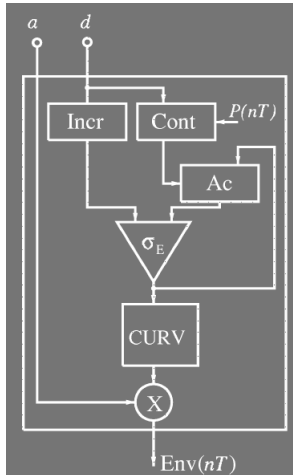 a d
Incr Cont P(nT)
Ac
σE
CURV
X
Env(nT)